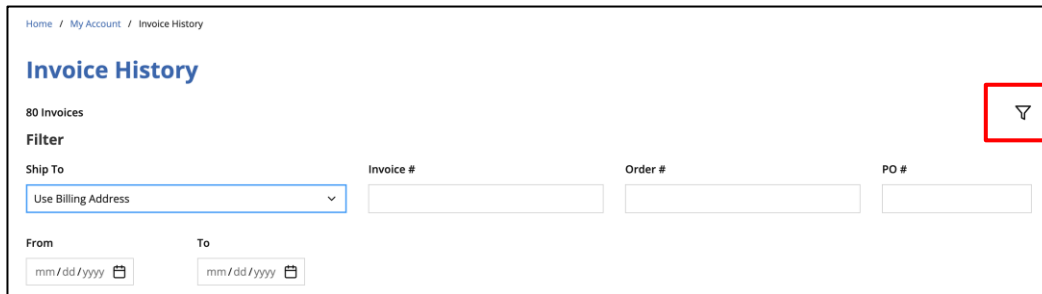 Home / My Account / Invoice History
Invoice History
80 Invoices
Filter
Ship To Invoice # Order # PO #
Use Billing Address
From To
mm/dd/yyyy mm/dd/yyyy